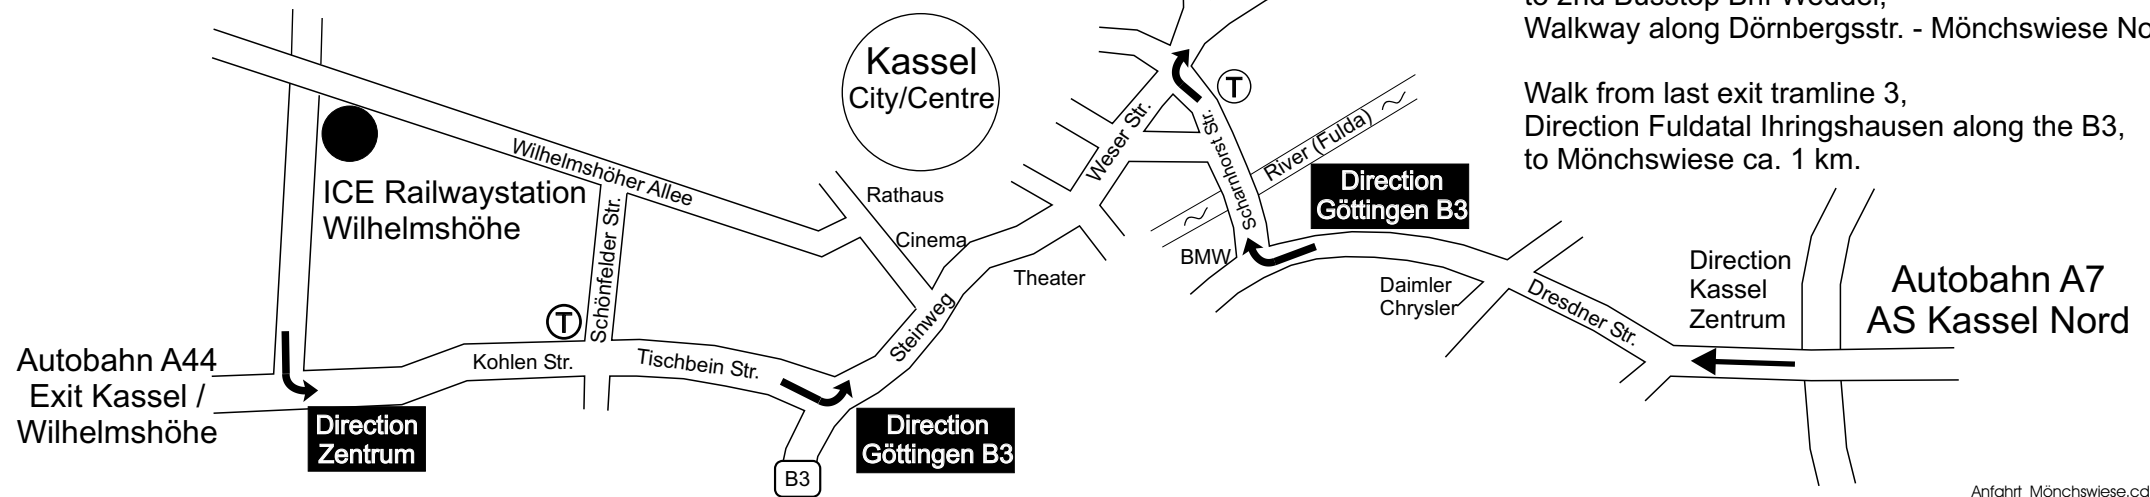 to 2nd Busstop Bhf Weddel,
Walkway along Dörnbergsstr. - Mönchswiese No
Walk from last exit tramline 3,
Direction Fuldatal Ihringshausen along the B3,
to Mönchswiese ca. 1 km.
Kassel
City/Centre
T
Weser Str.
Scharnhorst Str.
River (Fulda)
Direction
Göttingen B3
Wilhelmshöher Allee
ICE Railwaystation
Wilhelmshöhe
Schönfelder Str.
Rathaus
Cinema
Theater
BMW
Daimler
Chrysler
Dresdner Str.
Direction
Kassel
Zentrum
Autobahn A7
AS Kassel Nord
T
Autobahn A44
Exit Kassel /
Wilhelmshöhe
Kohlen Str.
Tischbein Str.
Steinweg
Direction
Zentrum
Direction
Göttingen B3
B3
Anfahrt Mönchswiese.cd